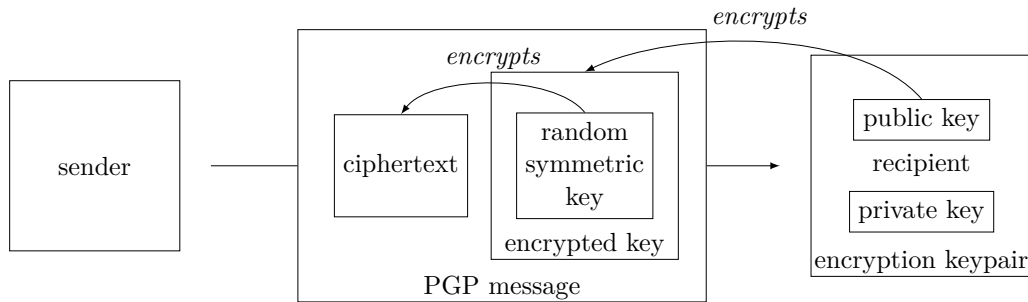 encrypts
encrypts
sender
ciphertext
random
symmetric
key
encrypted key
PGP message
public key
recipient
private key
encryption keypair